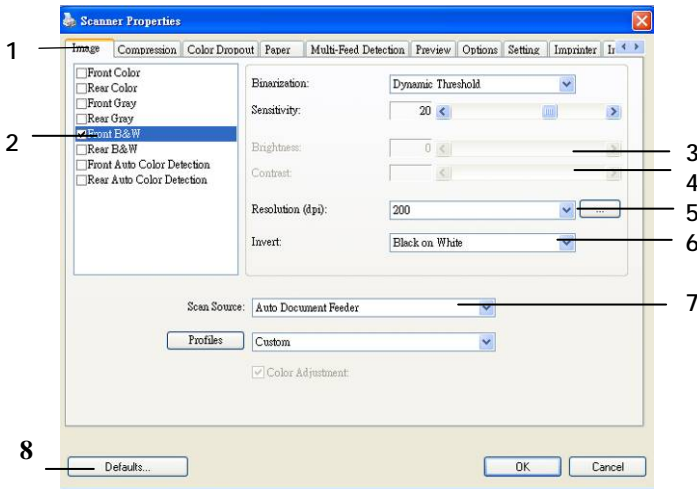 Scanner Properties
1
Image Compression Color Dropout Paper Multi-Feed Detection Preview Options Setting Imprinter
Front Color
Rear Color
Front Gray
Rear Gray
2
Front B&W
Rear B&W
Front Auto Color Detection
Rear Auto Color Detection
Binarization: Dynamic Threshold
Sensitivity: 20
Brightness: 0
3
Contrast:
4
Resolution (dpi): 200 ...
5
Invert: Black on White
6
Scan Source: Auto Document Feeder
7
Profiles Custom
Color Adjustment:
8
Defaults... OK Cancel